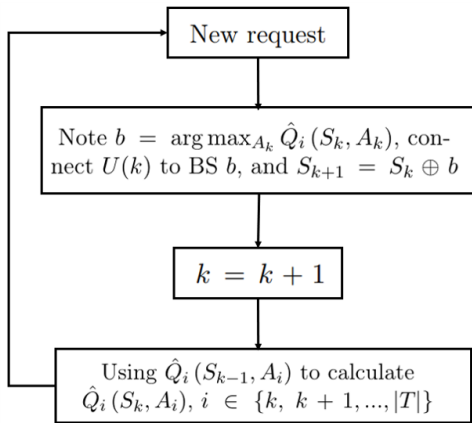 New request
Note b = arg max_{A_k} Q̂_i (S_k, A_k), con-
nect U(k) to BS b, and S_{k+1} = S_k ⊕ b
k = k + 1
Using Q̂_i (S_{k−1}, A_i) to calculate
Q̂_i (S_k, A_i), i ∈ {k, k + 1,...,|T|}